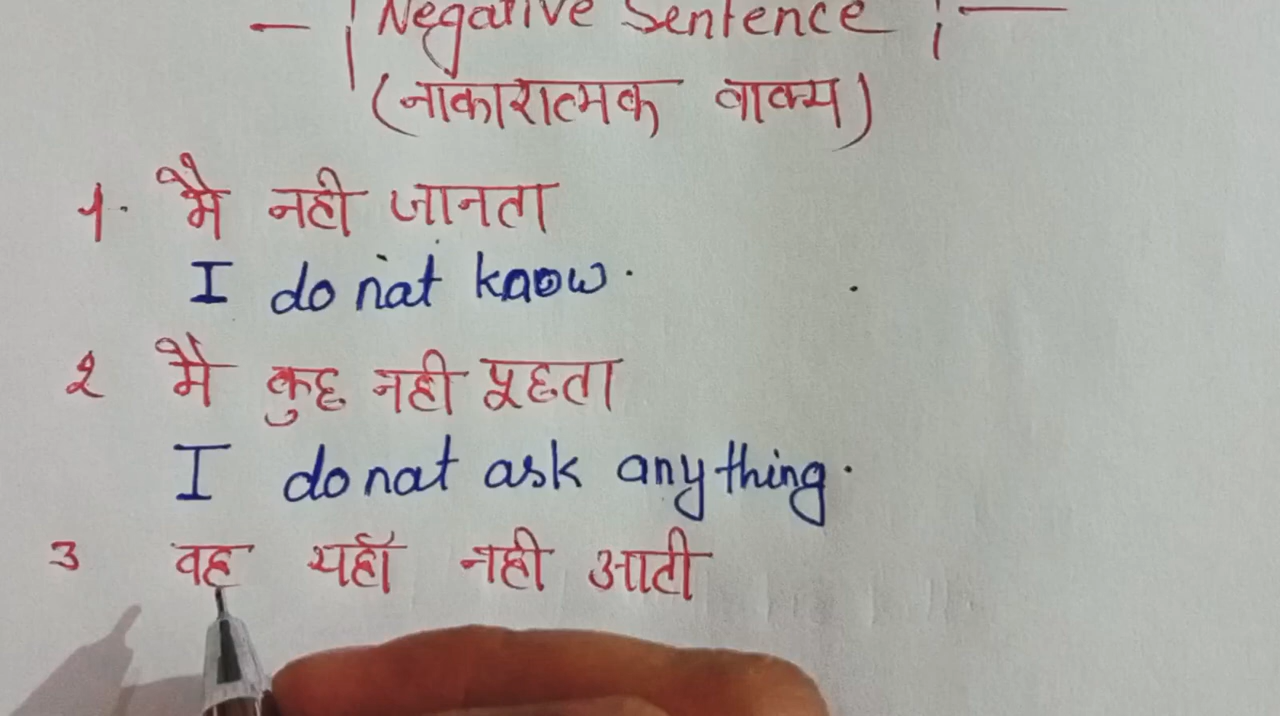 Negative Sentence
(नाकारात्मक वाक्य)
1. मै नही जानता
I do nat know.
2 मै कुछ नही पूछता
I do nat ask anything.
3 वह यहाँ नही आती